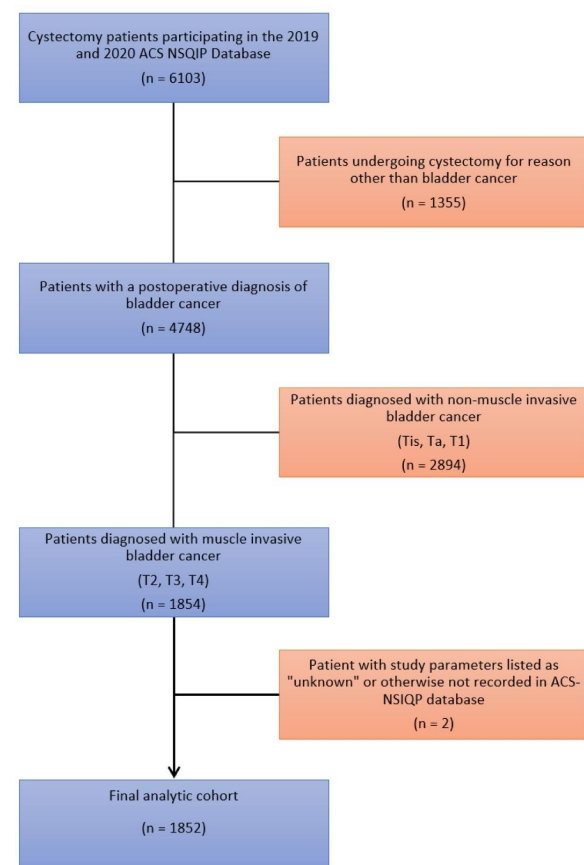 Cystectomy patients participating in the 2019
and 2020 ACS NSQIP Database
(n = 6103)
Patients undergoing cystectomy for reason
other than bladder cancer
(n = 1355)
Patients with a postoperative diagnosis of
bladder cancer
(n = 4748)
Patients diagnosed with non-muscle invasive
bladder cancer
(Tis, Ta, T1)
(n = 2894)
Patients diagnosed with muscle invasive
bladder cancer
(T2, T3, T4)
(n = 1854)
Patient with study parameters listed as
"unknown" or otherwise not recorded in ACS-
NSIQP database
(n = 2)
Final analytic cohort
(n = 1852)